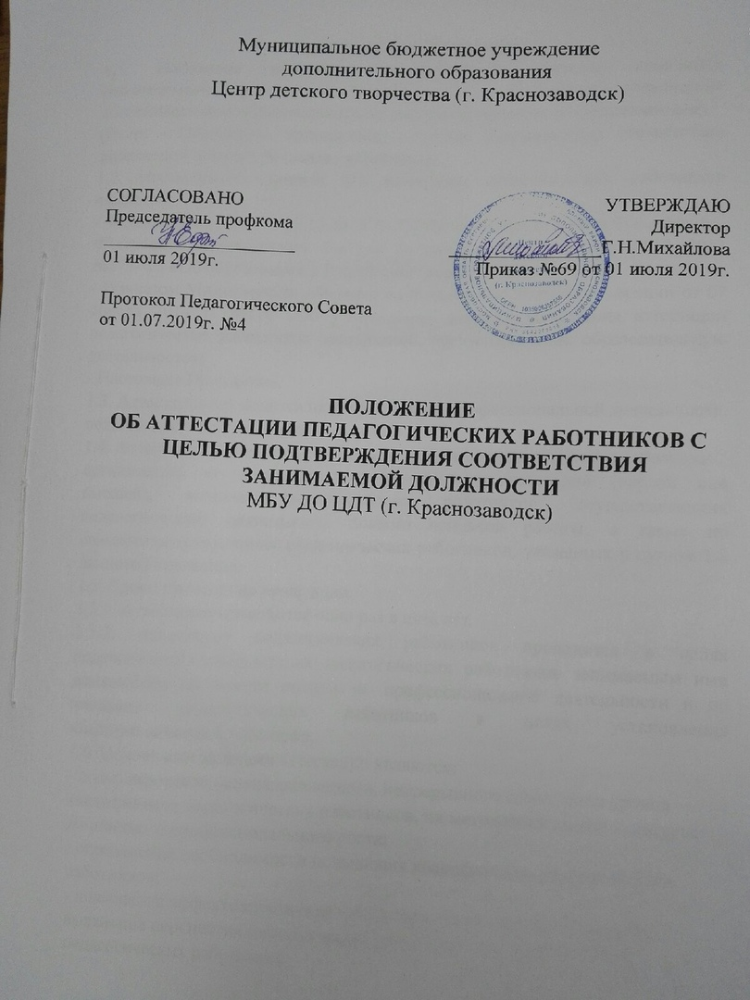 Муниципальное бюджетное учреждение
дополнительного образования
Центр детского творчества (г. Краснозаводск)
СОГЛАСОВАНО
Председатель профкома
01 июля 2019г.
Протокол Педагогического Совета
от 01.07.2019г. №4
УТВЕРЖДАЮ
Директор
Г.Н.Михайлова
Приказ №69 от 01 июля 2019г.
(г. Краснозаводск)
ПОЛОЖЕНИЕ
ОБ АТТЕСТАЦИИ ПЕДАГОГИЧЕСКИХ РАБОТНИКОВ С
ЦЕЛЬЮ ПОДТВЕРЖДЕНИЯ СООТВЕТСТВИЯ
ЗАНИМАЕМОЙ ДОЛЖНОСТИ
МБУ ДО ЦДТ (г. Краснозаводск)